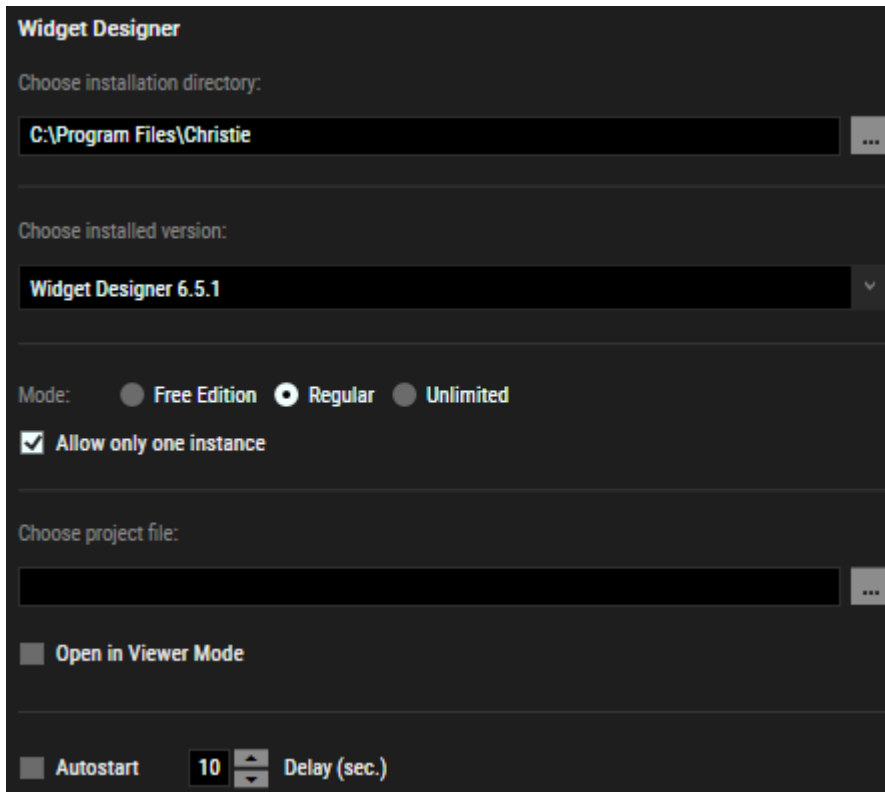 Widget Designer
Choose installation directory:
C:\Program Files\Christie
...
Choose installed version:
Widget Designer 6.5.1
Mode: Free Edition Regular Unlimited
Allow only one instance
Choose project file:
...
Open in Viewer Mode
Autostart 10 Delay (sec.)